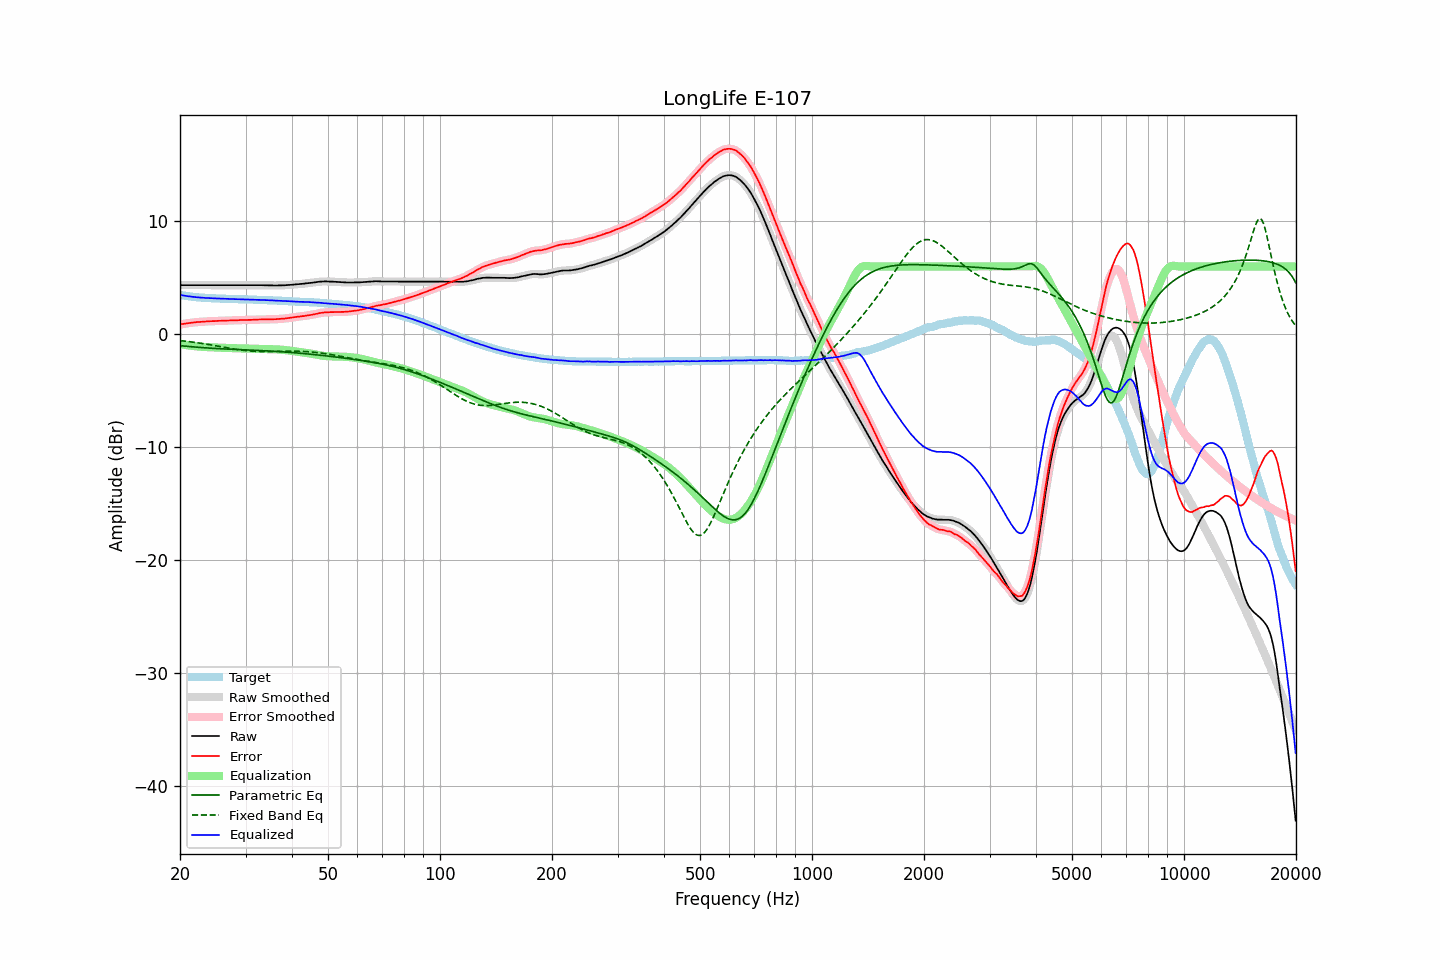 LongLife E-107
Amplitude (dBr)
10
0
−10
−20
−30
−40
Target
Raw Smoothed
Error Smoothed
Raw
Error
Equalization
Parametric Eq
Fixed Band Eq
Equalized
20 50 100 200 500 1000 2000 5000 10000 20000
Frequency (Hz)